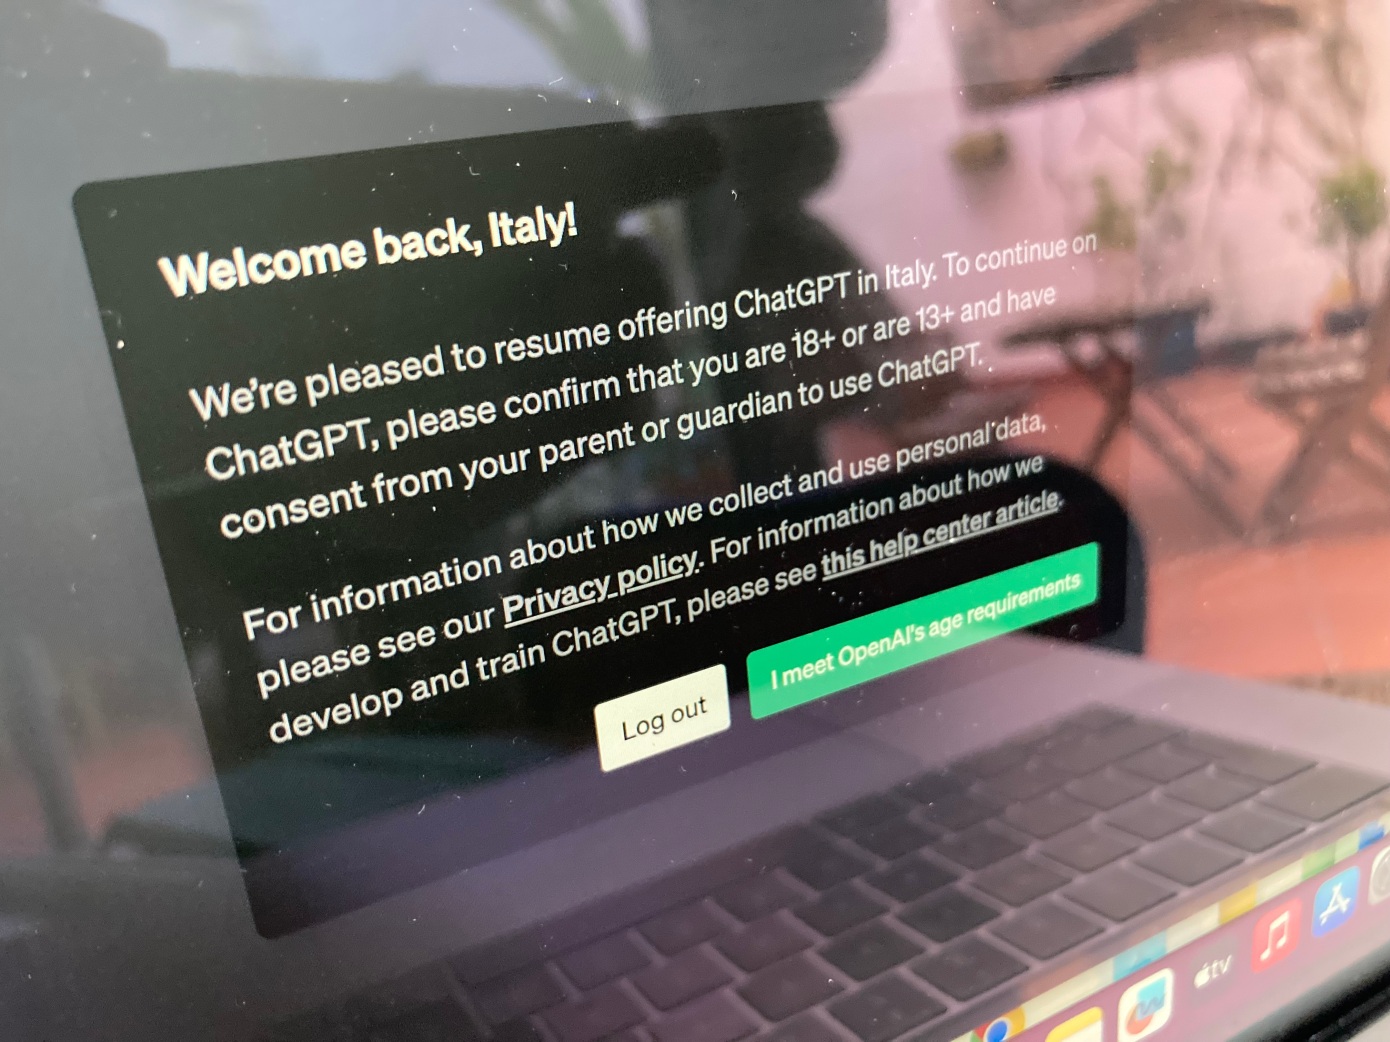 Welcome back, Italy!
We're pleased to resume offering ChatGPT in Italy. To continue on
ChatGPT, please confirm that you are 18+ or are 13+ and have
consent from your parent or guardian to use ChatGPT.
For information about how we collect and use personal data,
please see our Privacy policy. For information about how we
develop and train ChatGPT, please see this help center article.
Log out
I meet OpenAI's age requirements
tv